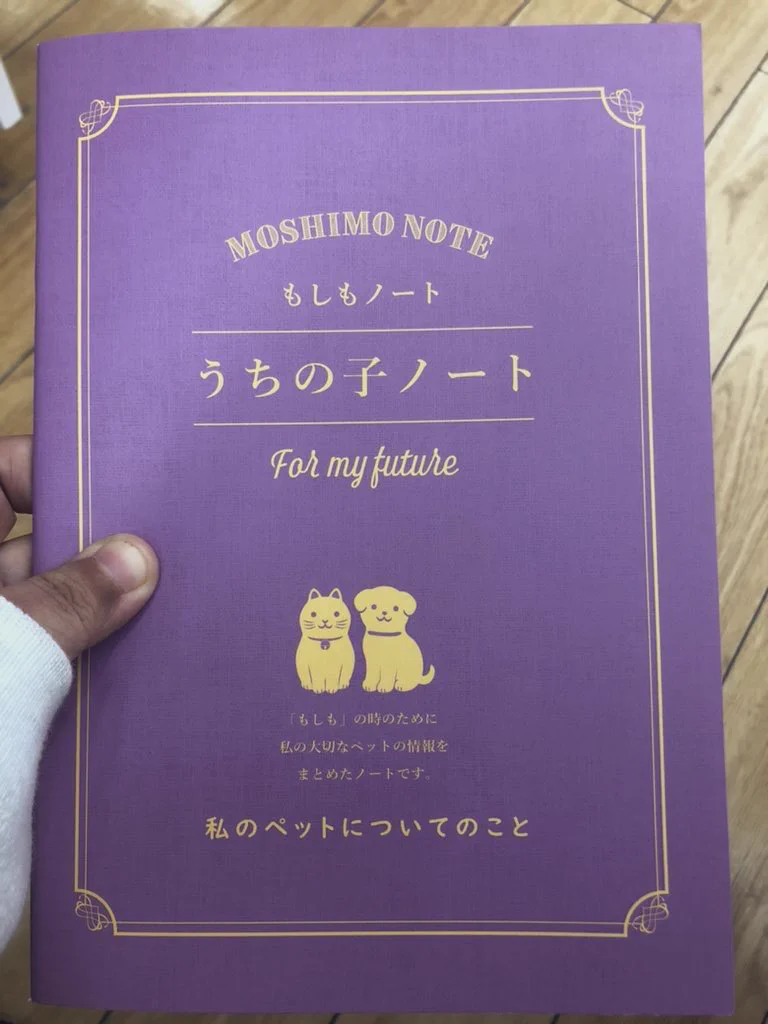 MOSHIMO NOTE
もしもノート
うちの子ノート
For my future
「もしも」の時のために
私の大切なペットの情報を
まとめたノートです。
私のペットについてのこと